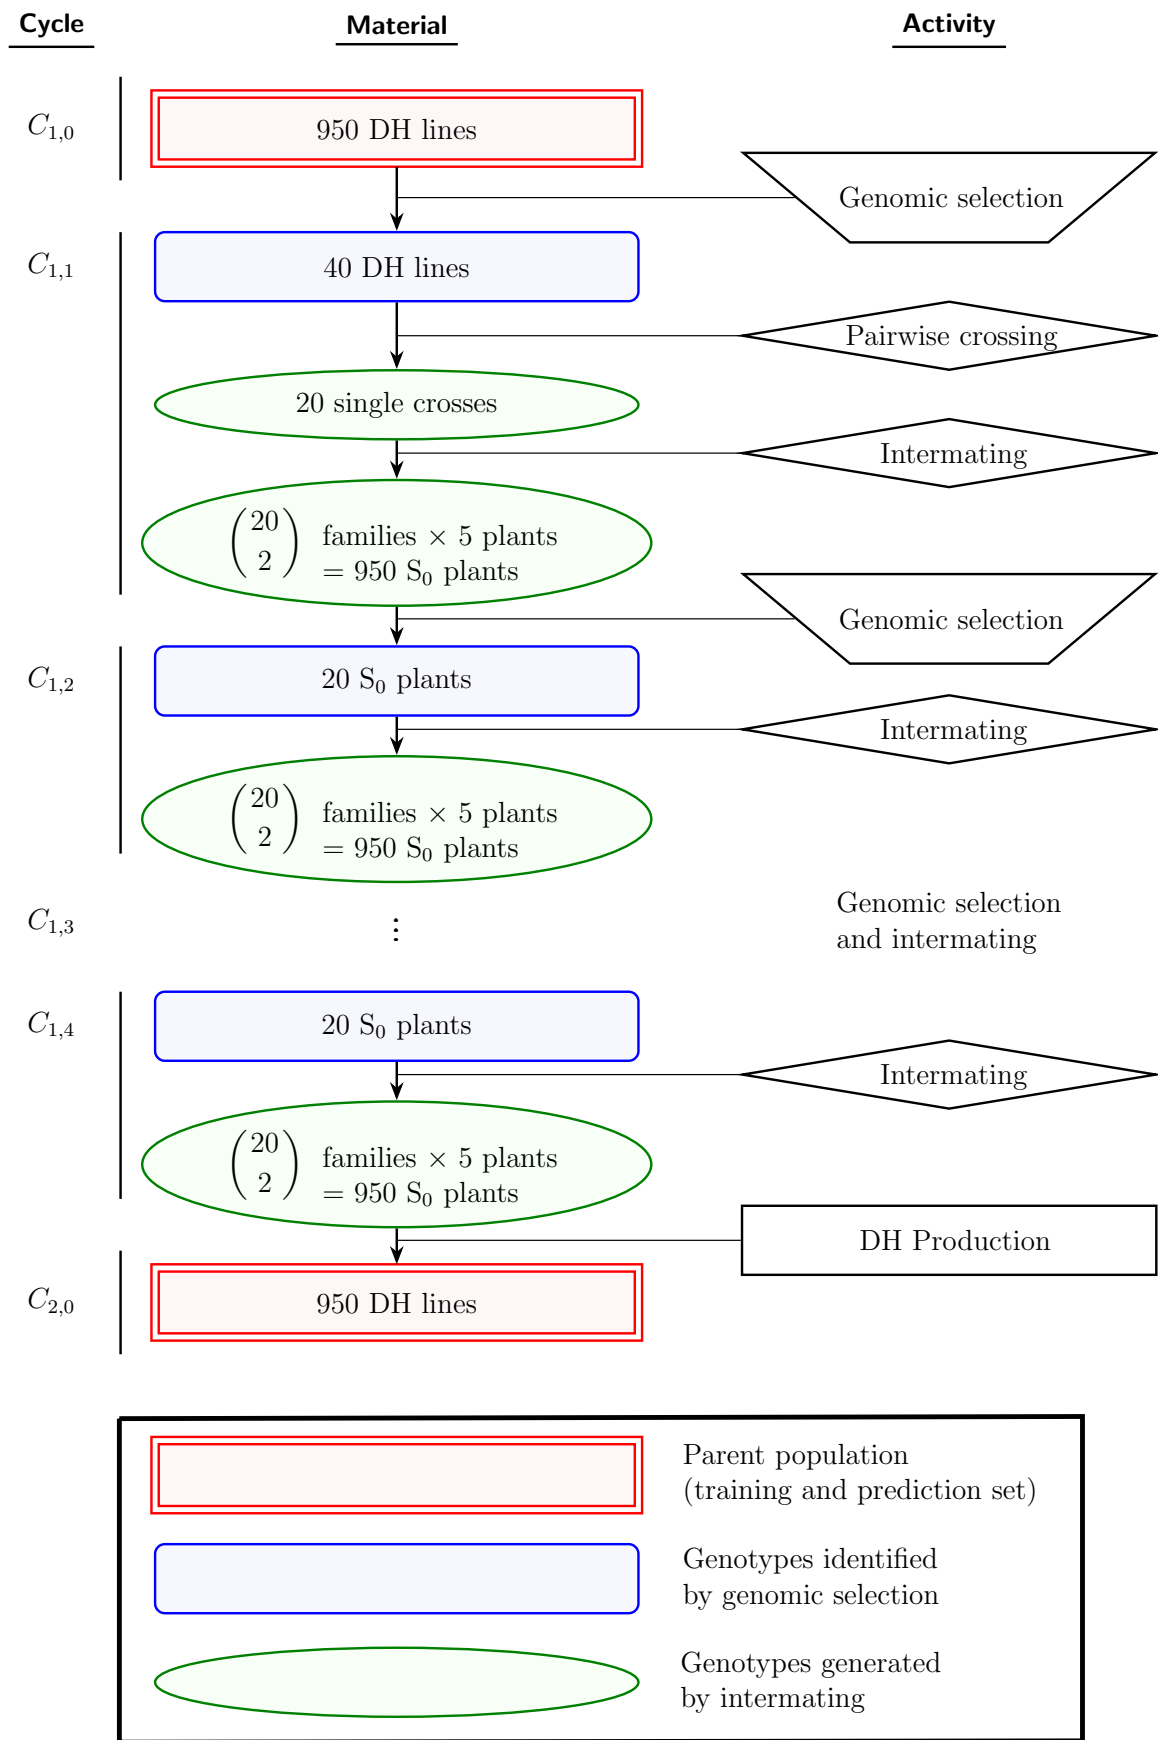 Cycle Material Activity
C1,0 950 DH lines
Genomic selection
C1,1 40 DH lines
Pairwise crossing
20 single crosses
Intermating
(20 2) families × 5 plants
= 950 S0 plants
Genomic selection
C1,2 20 S0 plants
Intermating
(20 2) families × 5 plants
= 950 S0 plants
C1,3 ⋮ Genomic selection
and intermating
C1,4 20 S0 plants
Intermating
(20 2) families × 5 plants
= 950 S0 plants
DH Production
C2,0 950 DH lines
Parent population
(training and prediction set)
Genotypes identified
by genomic selection
Genotypes generated
by intermating